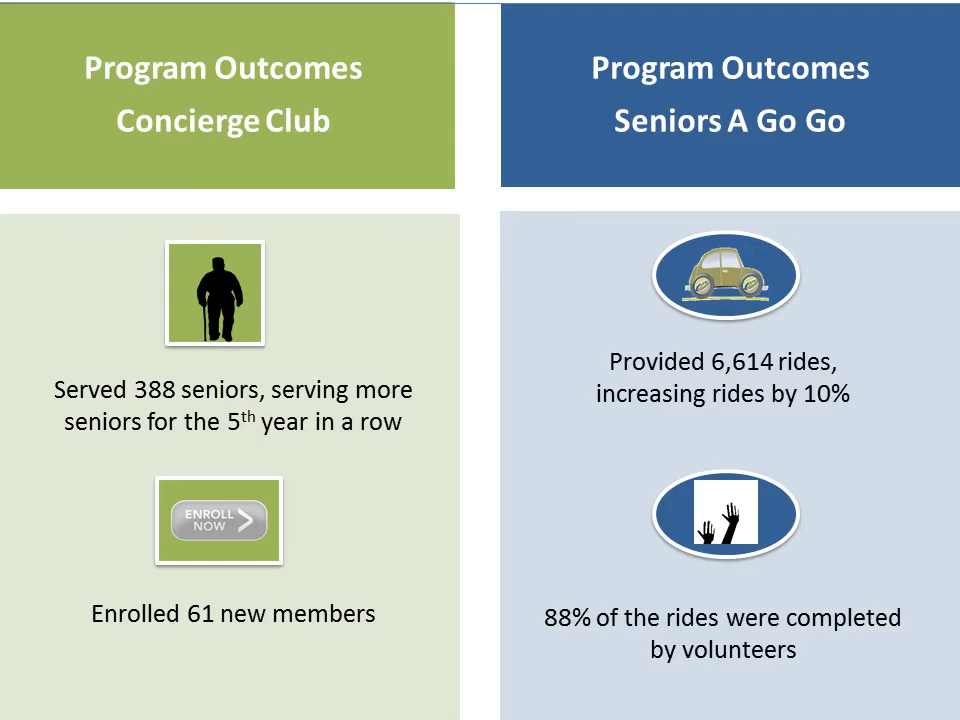 Program Outcomes
Concierge Club
Served 388 seniors, serving more
seniors for the 5th year in a row
ENROLL
NOW
Enrolled 61 new members
Program Outcomes
Seniors A Go Go
Provided 6,614 rides,
increasing rides by 10%
88% of the rides were completed
by volunteers